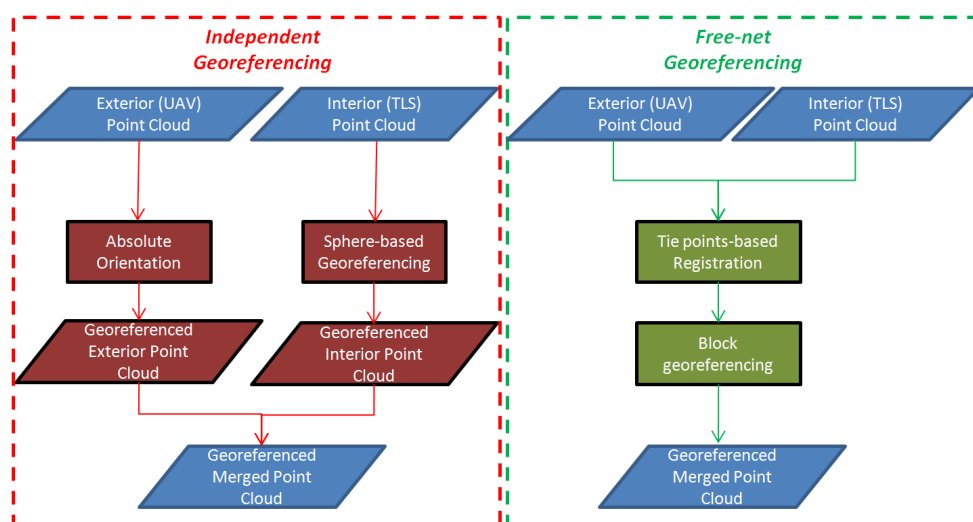 Independent
Georeferencing
Exterior (UAV)
Point Cloud
Interior (TLS)
Point Cloud
Absolute
Orientation
Sphere-based
Georeferencing
Georeferenced
Exterior Point
Cloud
Georeferenced
Interior Point
Cloud
Georeferenced
Merged Point
Cloud
Free-net
Georeferencing
Exterior (UAV)
Point Cloud
Interior (TLS)
Point Cloud
Tie points-based
Registration
Block
georeferencing
Georeferenced
Merged Point
Cloud